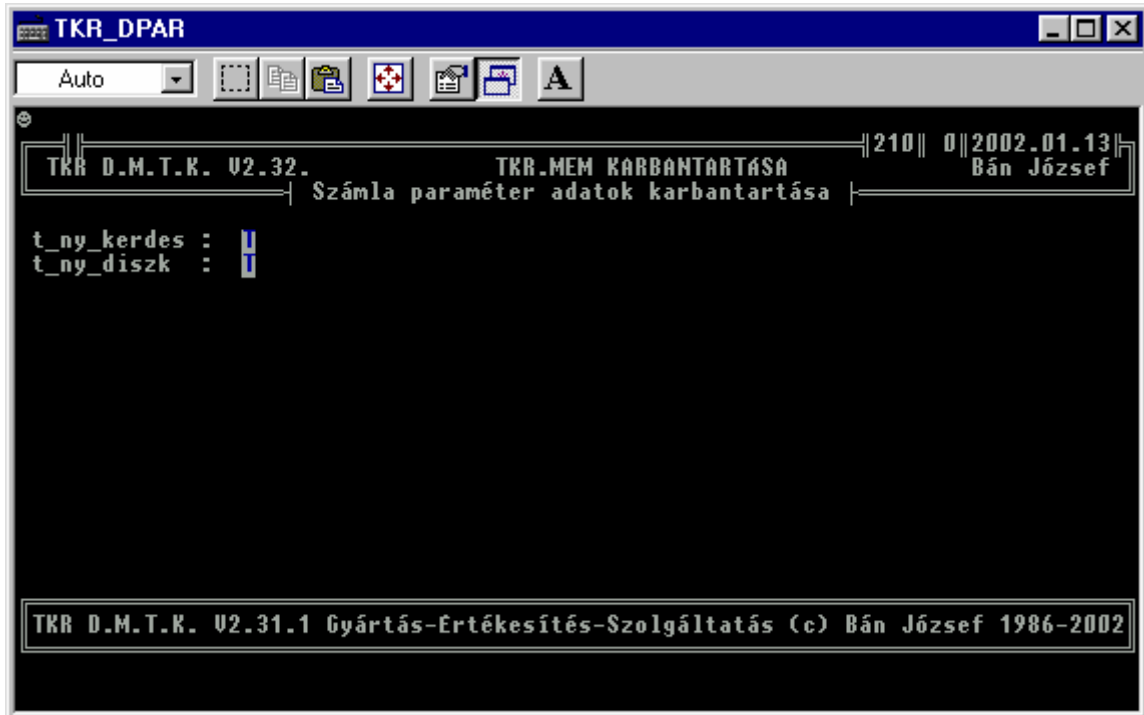 TKR_DPAR
Auto
A
210 0 2002.01.13
TKR D.M.T.K. V2.32. TKR.MEM KARBANTARTáSA Bán József
Számla paraméter adatok karbantartása
t_ny_kerdes : T
t_ny_diszk : T
TKR D.M.T.K. V2.31.1 Gyártás-Értékesítés-Szolgáltatás (c) Bán József 1986-2002